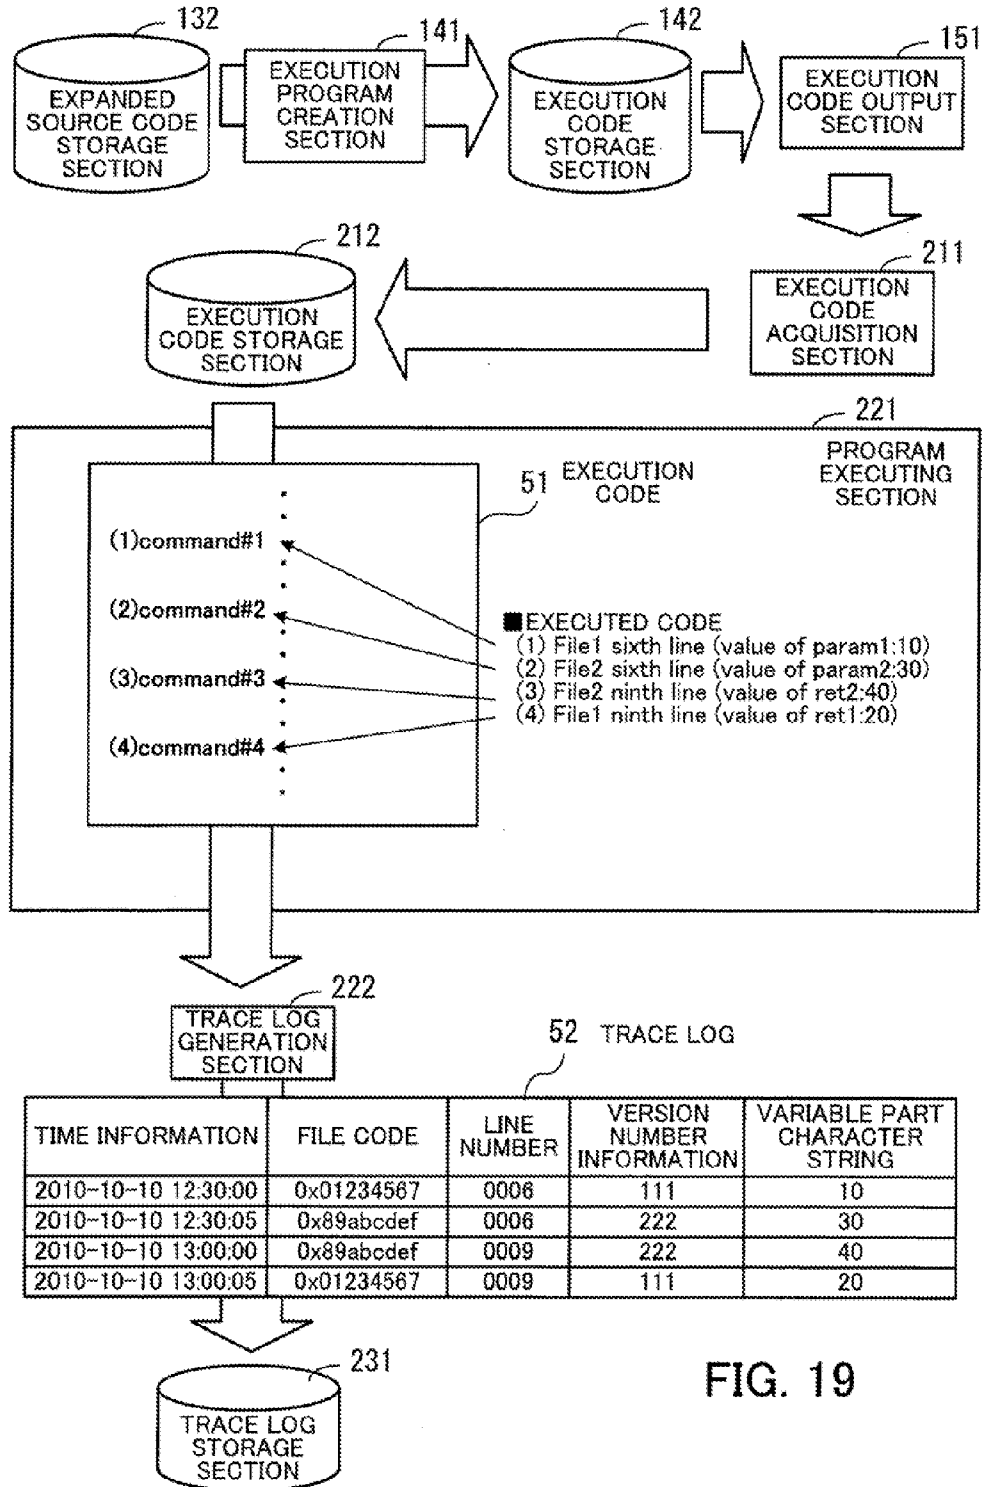 132
141
142
151
EXPANDED
SOURCE CODE
STORAGE
SECTION
EXECUTION
PROGRAM
CREATION
SECTION
EXECUTION
CODE
STORAGE
SECTION
EXECUTION
CODE OUTPUT
SECTION
212
211
EXECUTION
CODE STORAGE
SECTION
EXECUTION
CODE
ACQUISITION
SECTION
221
PROGRAM
EXECUTING
SECTION
51
EXECUTION
CODE
(1)command#1
(2)command#2
(3)command#3
(4)command#4
■EXECUTED CODE
(1) File1 sixth line (value of param1:10)
(2) File2 sixth line (value of param2:30)
(3) File2 ninth line (value of ret2:40)
(4) File1 ninth line (value of ret1:20)
222
TRACE LOG
GENERATION
SECTION
52 TRACE LOG
TIME INFORMATION FILE CODE LINE NUMBER VERSION NUMBER INFORMATION VARIABLE PART CHARACTER STRING
2010-10-10 12:30:00 0x01234567 0006 111 10
2010-10-10 12:30:05 0x89abcdef 0006 222 30
2010-10-10 13:00:00 0x89abcdef 0009 222 40
2010-10-10 13:00:05 0x01234567 0009 111 20
231
TRACE LOG
STORAGE
SECTION
FIG. 19